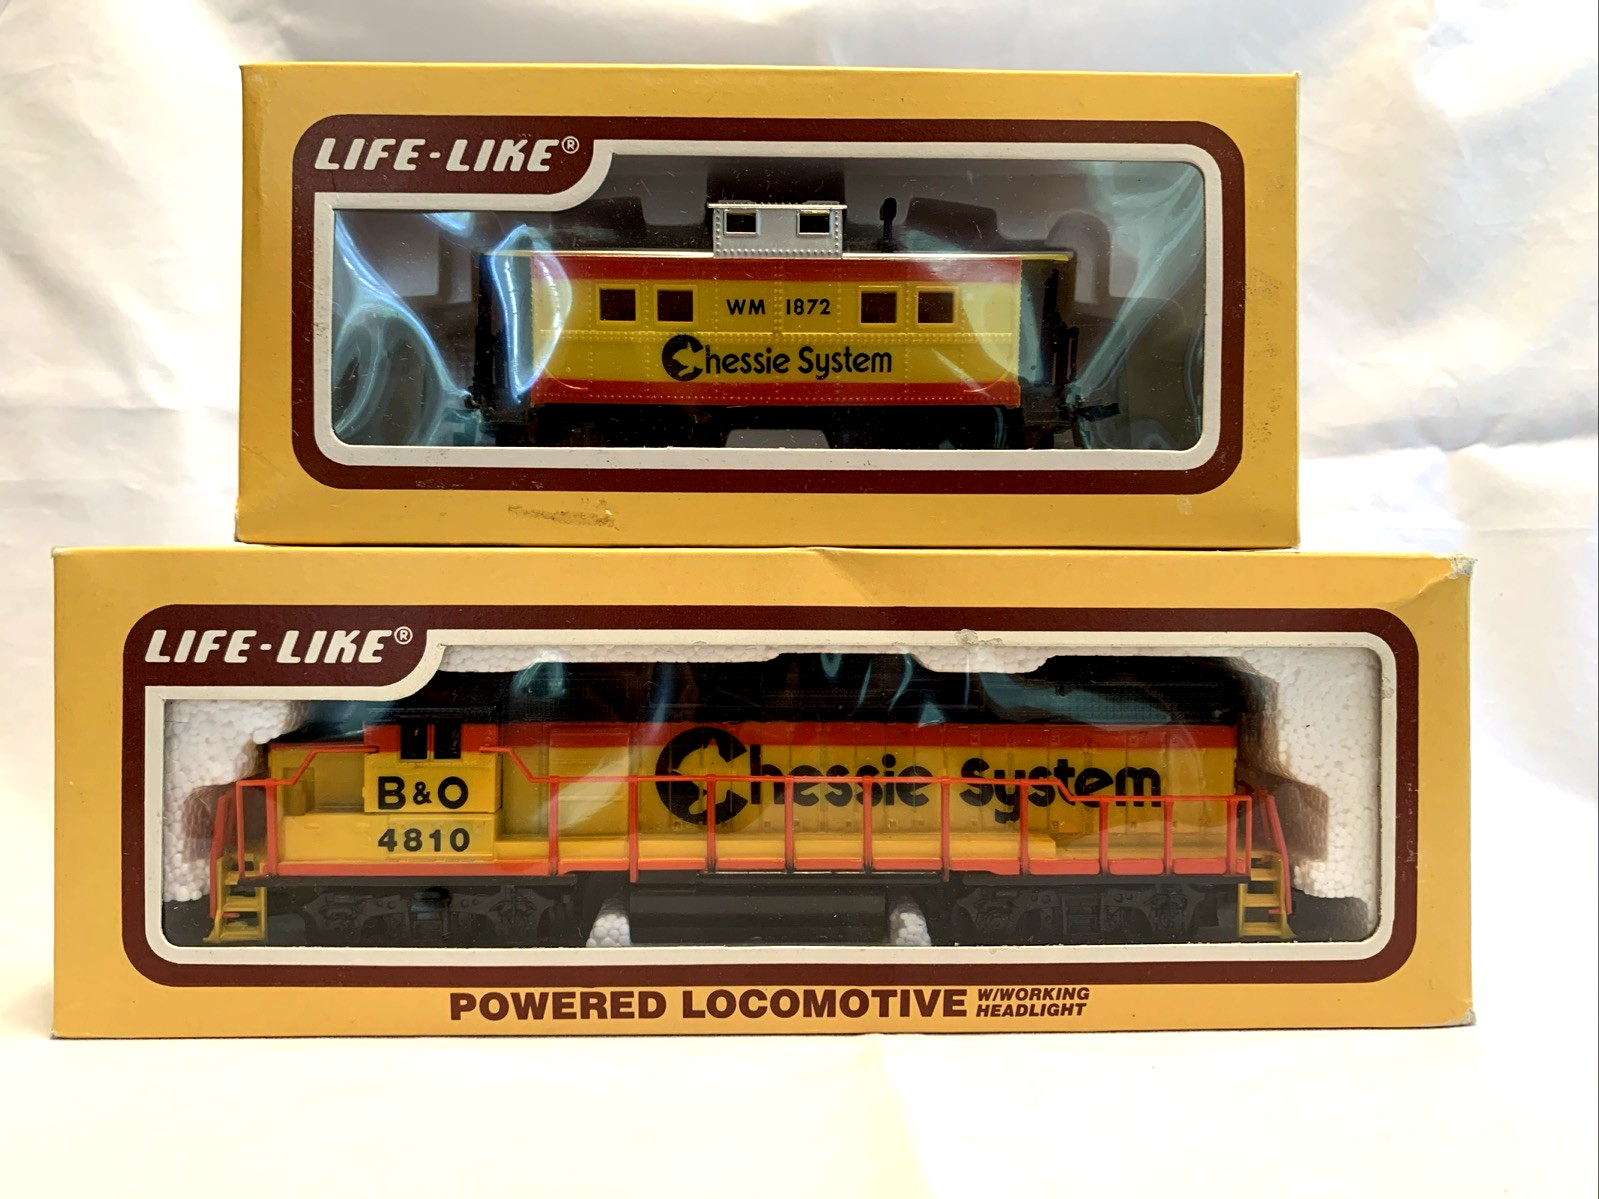 LIFE-LIKE®
WM 1872
Chessie System
LIFE-LIKE®
Chessie System
B&O
4810
POWERED LOCOMOTIVE W/WORKING
HEADLIGHT